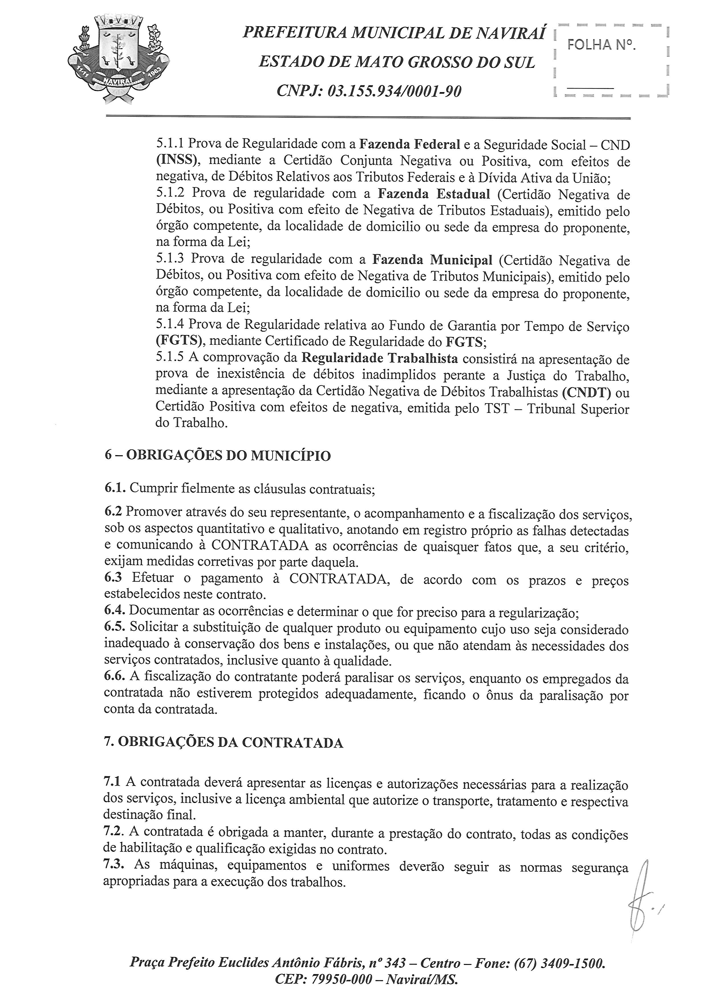 PREFEITURA MUNICIPAL DE NAVIRAÍ
ESTADO DE MATO GROSSO DO SUL
CNPJ: 03.155.934/0001-90
FOLHA Nº.
11-11
NAVIRAÍ
1963
5.1.1 Prova de Regularidade com a Fazenda Federal e a Seguridade Social – CND
(INSS), mediante a Certidão Conjunta Negativa ou Positiva, com efeitos de
negativa, de Débitos Relativos aos Tributos Federais e à Dívida Ativa da União;
5.1.2 Prova de regularidade com a Fazenda Estadual (Certidão Negativa de
Débitos, ou Positiva com efeito de Negativa de Tributos Estaduais), emitido pelo
órgão competente, da localidade de domicilio ou sede da empresa do proponente,
na forma da Lei;
5.1.3 Prova de regularidade com a Fazenda Municipal (Certidão Negativa de
Débitos, ou Positiva com efeito de Negativa de Tributos Municipais), emitido pelo
órgão competente, da localidade de domicilio ou sede da empresa do proponente,
na forma da Lei;
5.1.4 Prova de Regularidade relativa ao Fundo de Garantia por Tempo de Serviço
(FGTS), mediante Certificado de Regularidade do FGTS;
5.1.5 A comprovação da Regularidade Trabalhista consistirá na apresentação de
prova de inexistência de débitos inadimplidos perante a Justiça do Trabalho,
mediante a apresentação da Certidão Negativa de Débitos Trabalhistas (CNDT) ou
Certidão Positiva com efeitos de negativa, emitida pelo TST – Tribunal Superior
do Trabalho.
6 – OBRIGAÇÕES DO MUNICÍPIO
6.1. Cumprir fielmente as cláusulas contratuais;
6.2 Promover através do seu representante, o acompanhamento e a fiscalização dos serviços,
sob os aspectos quantitativo e qualitativo, anotando em registro próprio as falhas detectadas
e comunicando à CONTRATADA as ocorrências de quaisquer fatos que, a seu critério,
exijam medidas corretivas por parte daquela.
6.3 Efetuar o pagamento à CONTRATADA, de acordo com os prazos e preços
estabelecidos neste contrato.
6.4. Documentar as ocorrências e determinar o que for preciso para a regularização;
6.5. Solicitar a substituição de qualquer produto ou equipamento cujo uso seja considerado
inadequado à conservação dos bens e instalações, ou que não atendam às necessidades dos
serviços contratados, inclusive quanto à qualidade.
6.6. A fiscalização do contratante poderá paralisar os serviços, enquanto os empregados da
contratada não estiverem protegidos adequadamente, ficando o ônus da paralisação por
conta da contratada.
7. OBRIGAÇÕES DA CONTRATADA
7.1 A contratada deverá apresentar as licenças e autorizações necessárias para a realização
dos serviços, inclusive a licença ambiental que autorize o transporte, tratamento e respectiva
destinação final.
7.2. A contratada é obrigada a manter, durante a prestação do contrato, todas as condições
de habilitação e qualificação exigidas no contrato.
7.3. As máquinas, equipamentos e uniformes deverão seguir as normas segurança
apropriadas para a execução dos trabalhos.
Praça Prefeito Euclides Antônio Fábris, nº 343 – Centro – Fone: (67) 3409-1500.
CEP: 79950-000 – Naviraí/MS.